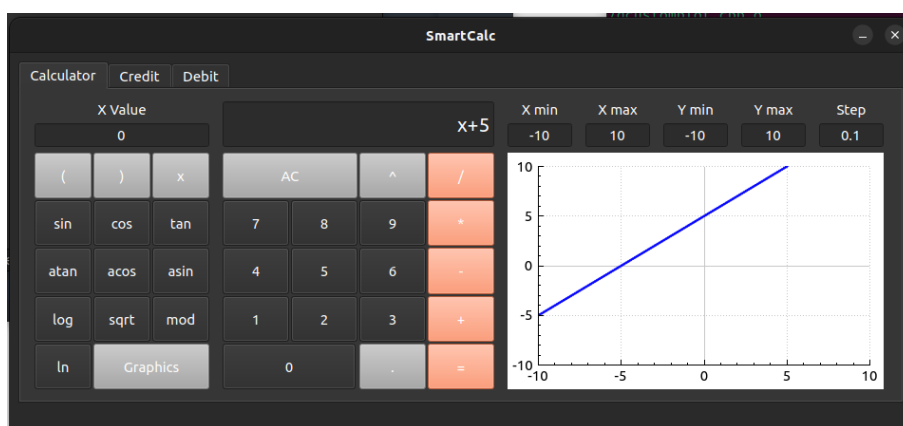 SmartCalc
Calculator Credit Debit
X Value
0
x+5
X min X max Y min Y max Step
-10 10 -10 10 0.1
( ) x AC ^ /
sin cos tan 7 8 9 *
atan acos asin 4 5 6 -
log sqrt mod 1 2 3 +
ln Graphics 0 . =
10
5
0
-5
-10
-10 -5 0 5 10